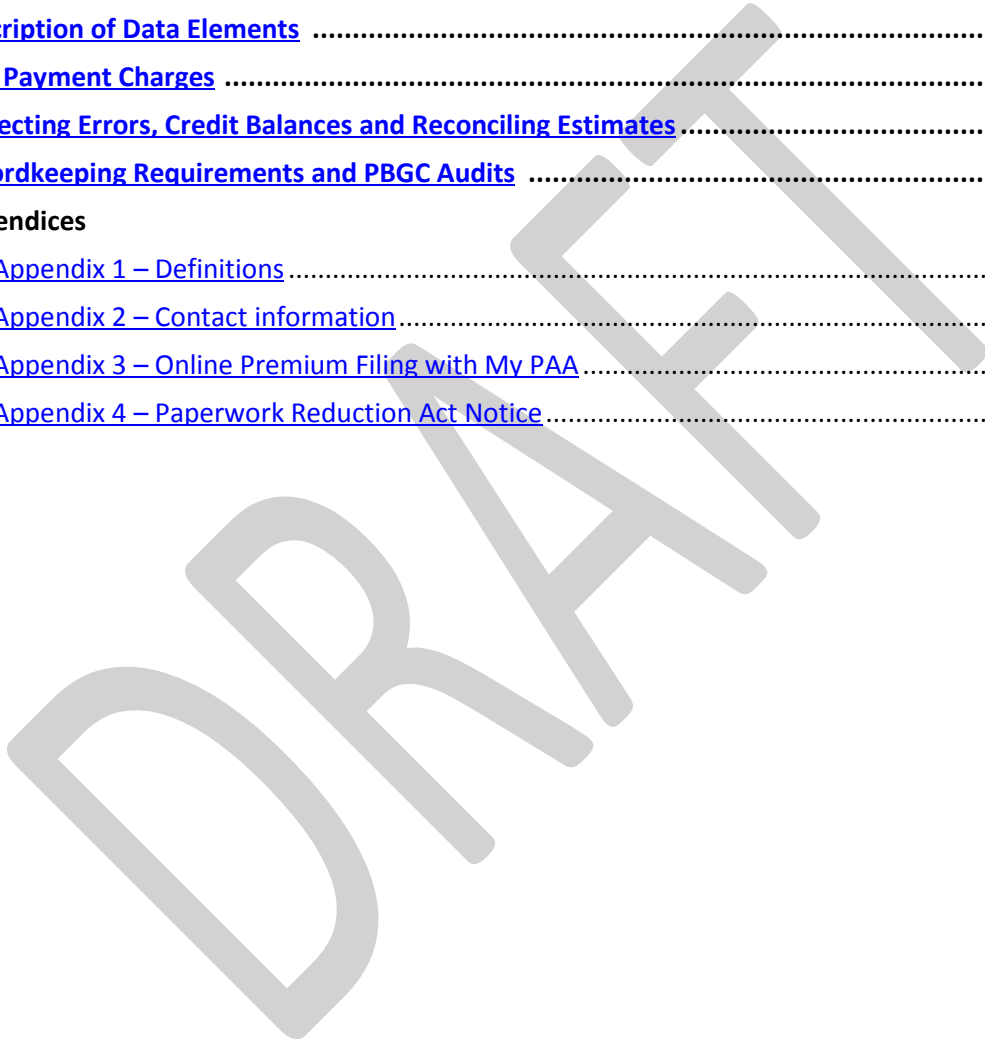 cription of Data Elements ........................................................................................
Payment Charges ........................................................................................
ecting Errors, Credit Balances and Reconciling Estimates ........................................................................................
ordkeeping Requirements and PBGC Audits ........................................................................................
endices
Appendix 1 – Definitions ........................................................................................
Appendix 2 – Contact information ........................................................................................
Appendix 3 – Online Premium Filing with My PAA ........................................................................................
Appendix 4 – Paperwork Reduction Act Notice ........................................................................................
DRAFT